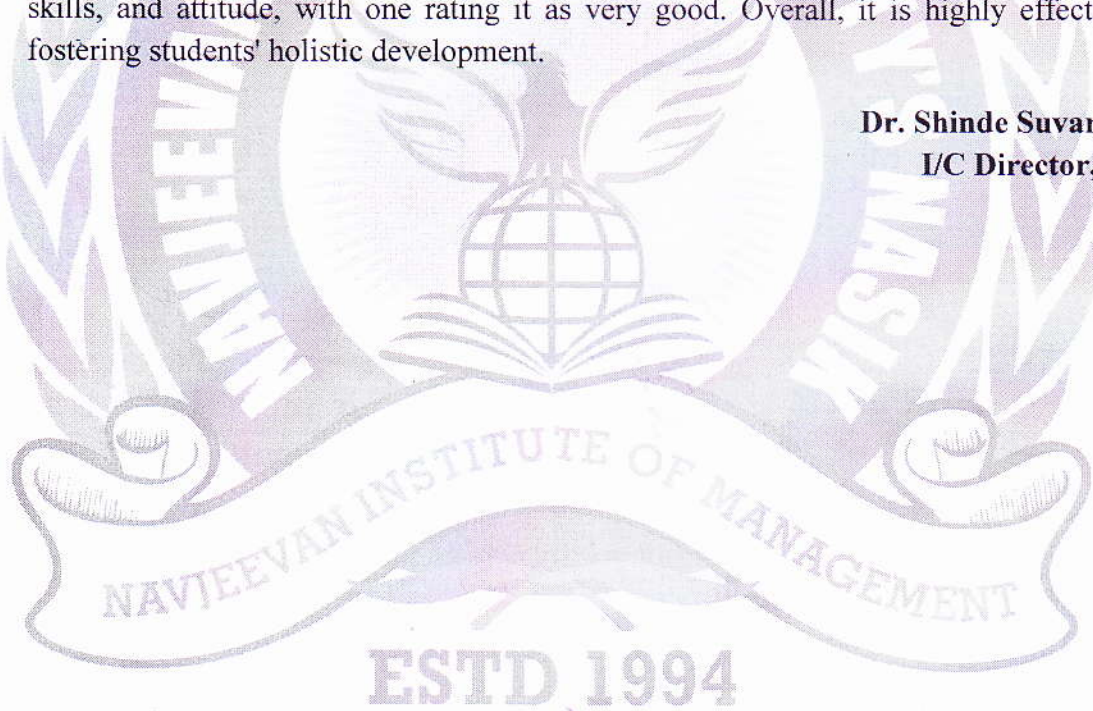 skills, and attitude, with one rating it as very good. Overall, it is highly effect
fostering students' holistic development.
Dr. Shinde Suvar
I/C Director.
NAVJEEV
Y'S NASIK
NAVJEEVAN INSTITUTE OF MANAGEMENT
ESTD 1994